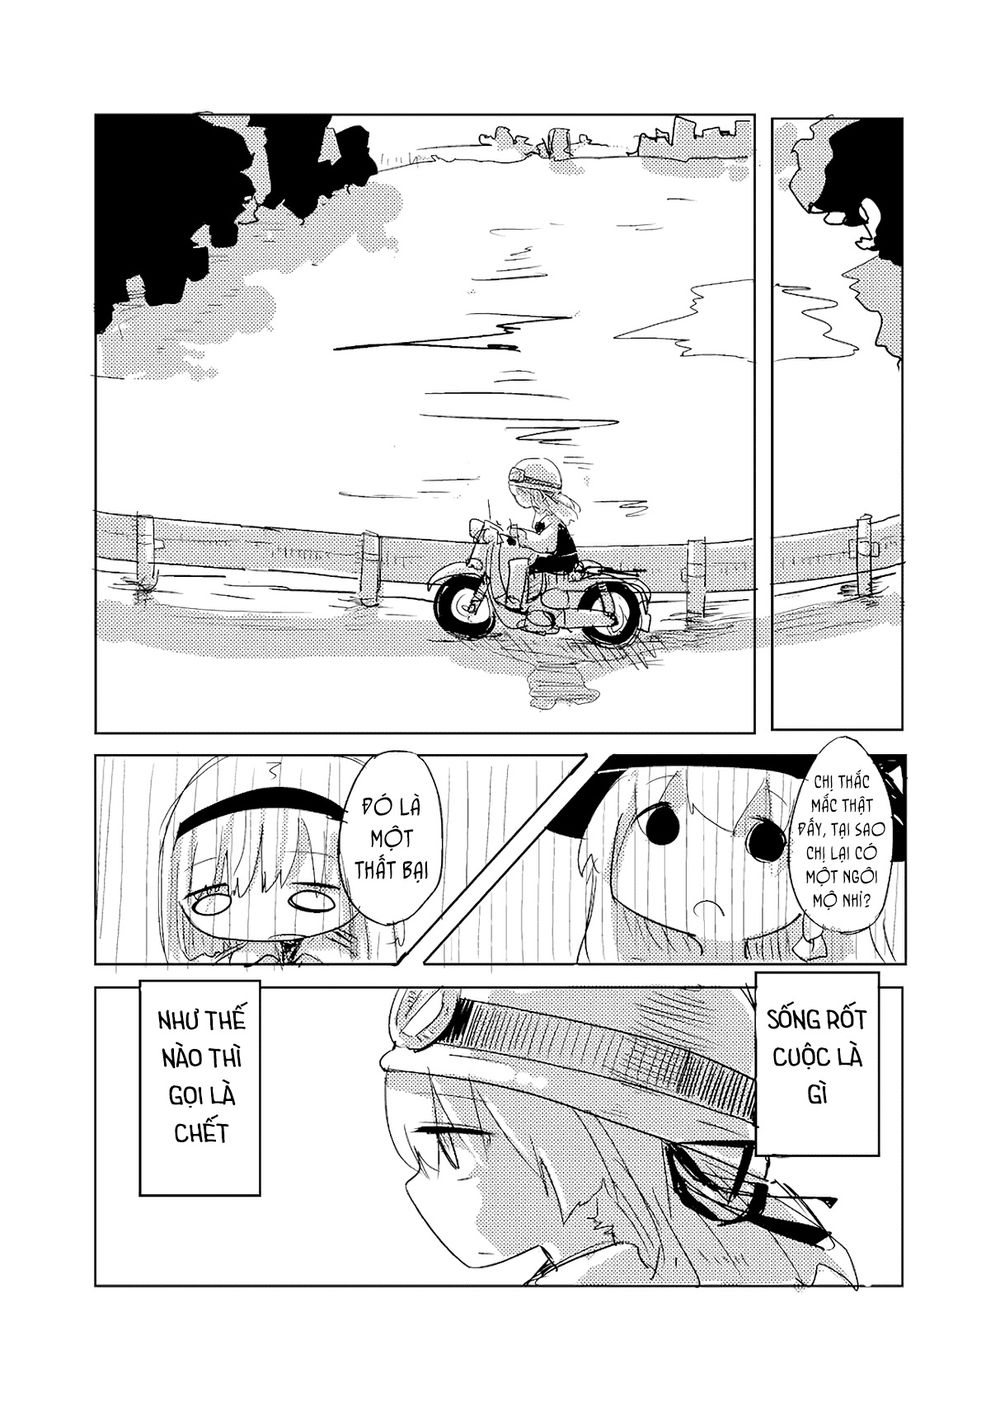 CHỊ THẮC
MẮC THẬT
ĐẤY, TẠI SAO
CHỊ LẠI CÓ
MỘT NGÔI
MỘ NHỈ?
ĐÓ LÀ
MỘT
THẤT BẠI
SỐNG RỐT
CUỘC LÀ
GÌ
NHƯ THẾ
NÀO THÌ
GỌI LÀ
CHẾT